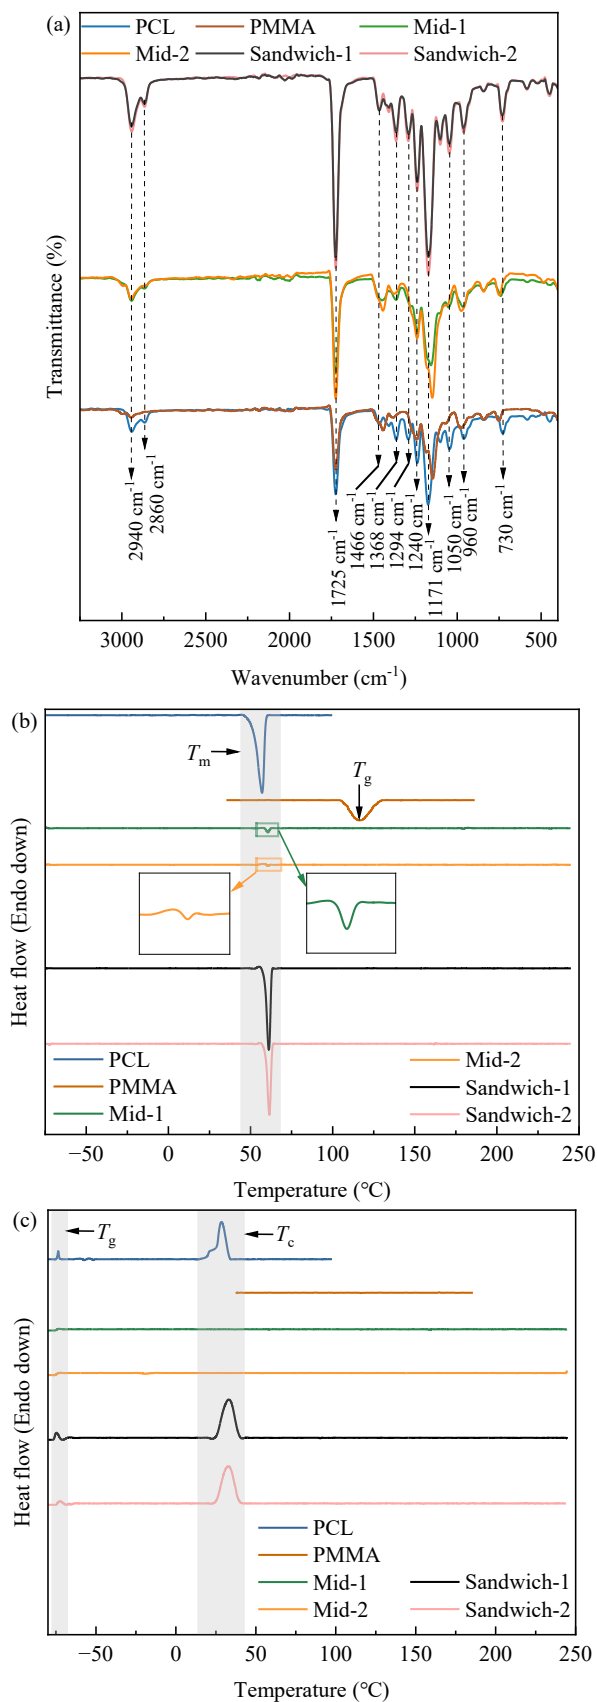 (a)
PCL PMMA Mid-1
Mid-2 Sandwich-1 Sandwich-2
Transmittance (%)
2940 cm⁻¹
2860 cm⁻¹
1725 cm⁻¹
1466 cm⁻¹
1368 cm⁻¹
1294 cm⁻¹
1240 cm⁻¹
1171 cm⁻¹
1050 cm⁻¹
960 cm⁻¹
730 cm⁻¹
3000 2500 2000 1500 1000 500
Wavenumber (cm⁻¹)
(b)
Tm
Tg
Heat flow (Endo down)
PCL
PMMA
Mid-1
Mid-2
Sandwich-1
Sandwich-2
−50 0 50 100 150 200 250
Temperature (℃)
(c)
Tg
Tc
Heat flow (Endo down)
PCL
PMMA
Mid-1
Mid-2
Sandwich-1
Sandwich-2
−50 0 50 100 150 200 250
Temperature (℃)